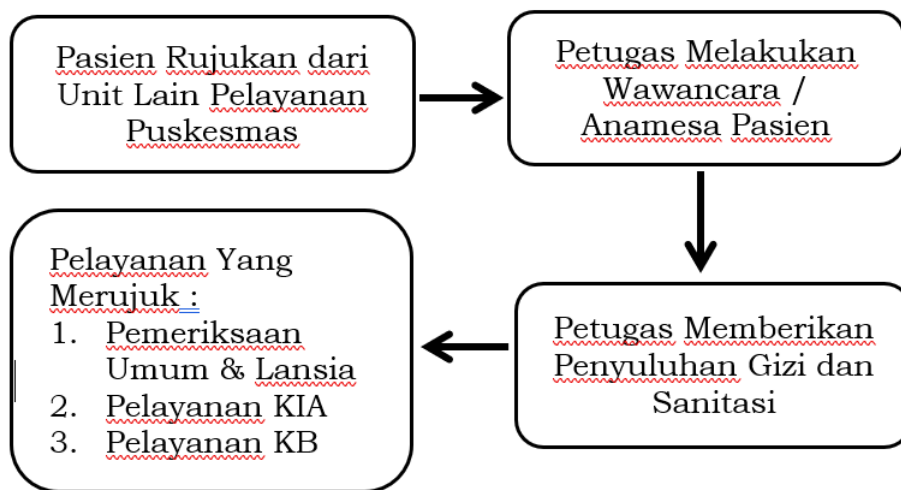 Pasien Rujukan dari
Unit Lain Pelayanan
Puskesmas
Petugas Melakukan
Wawancara /
Anamesa Pasien
Petugas Memberikan
Penyuluhan Gizi dan
Sanitasi
Pelayanan Yang
Merujuk :
1. Pemeriksaan
Umum & Lansia
2. Pelayanan KIA
3. Pelayanan KB